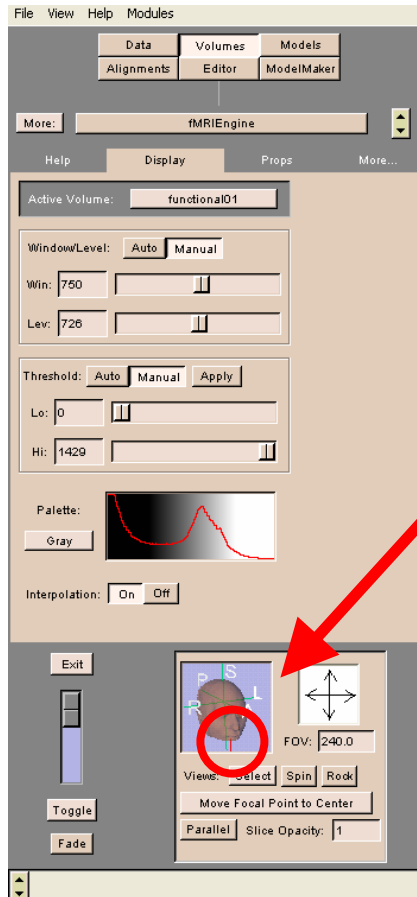 File View Help Modules
Data Volumes Models
Alignments Editor ModelMaker
More: fMRIEngine
Help Display Props More...
Active Volume: functional01
Window/Level: Auto Manual
Win: 750
Lev: 726
Threshold: Auto Manual Apply
Lo: 0
Hi: 1429
Palette:
Gray
Interpolation: On Off
Exit
P S
R L
FOV: 240.0
Views: Select Spin Rock
Toggle
Move Focal Point to Center
Parallel Slice Opacity: 1
Fade